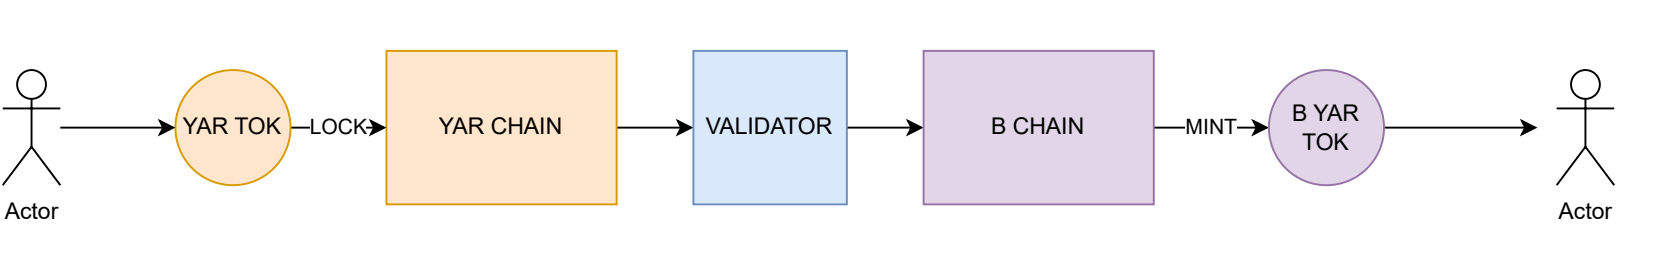 Actor
YAR TOK
LOCK
YAR CHAIN
VALIDATOR
B CHAIN
MINT
B YAR
TOK
Actor